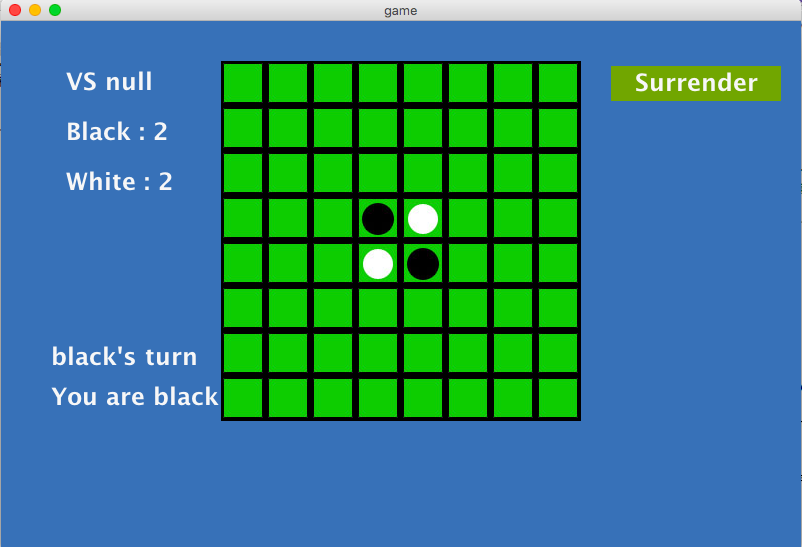 game
VS null
Surrender
Black : 2
White : 2
black's turn
You are black